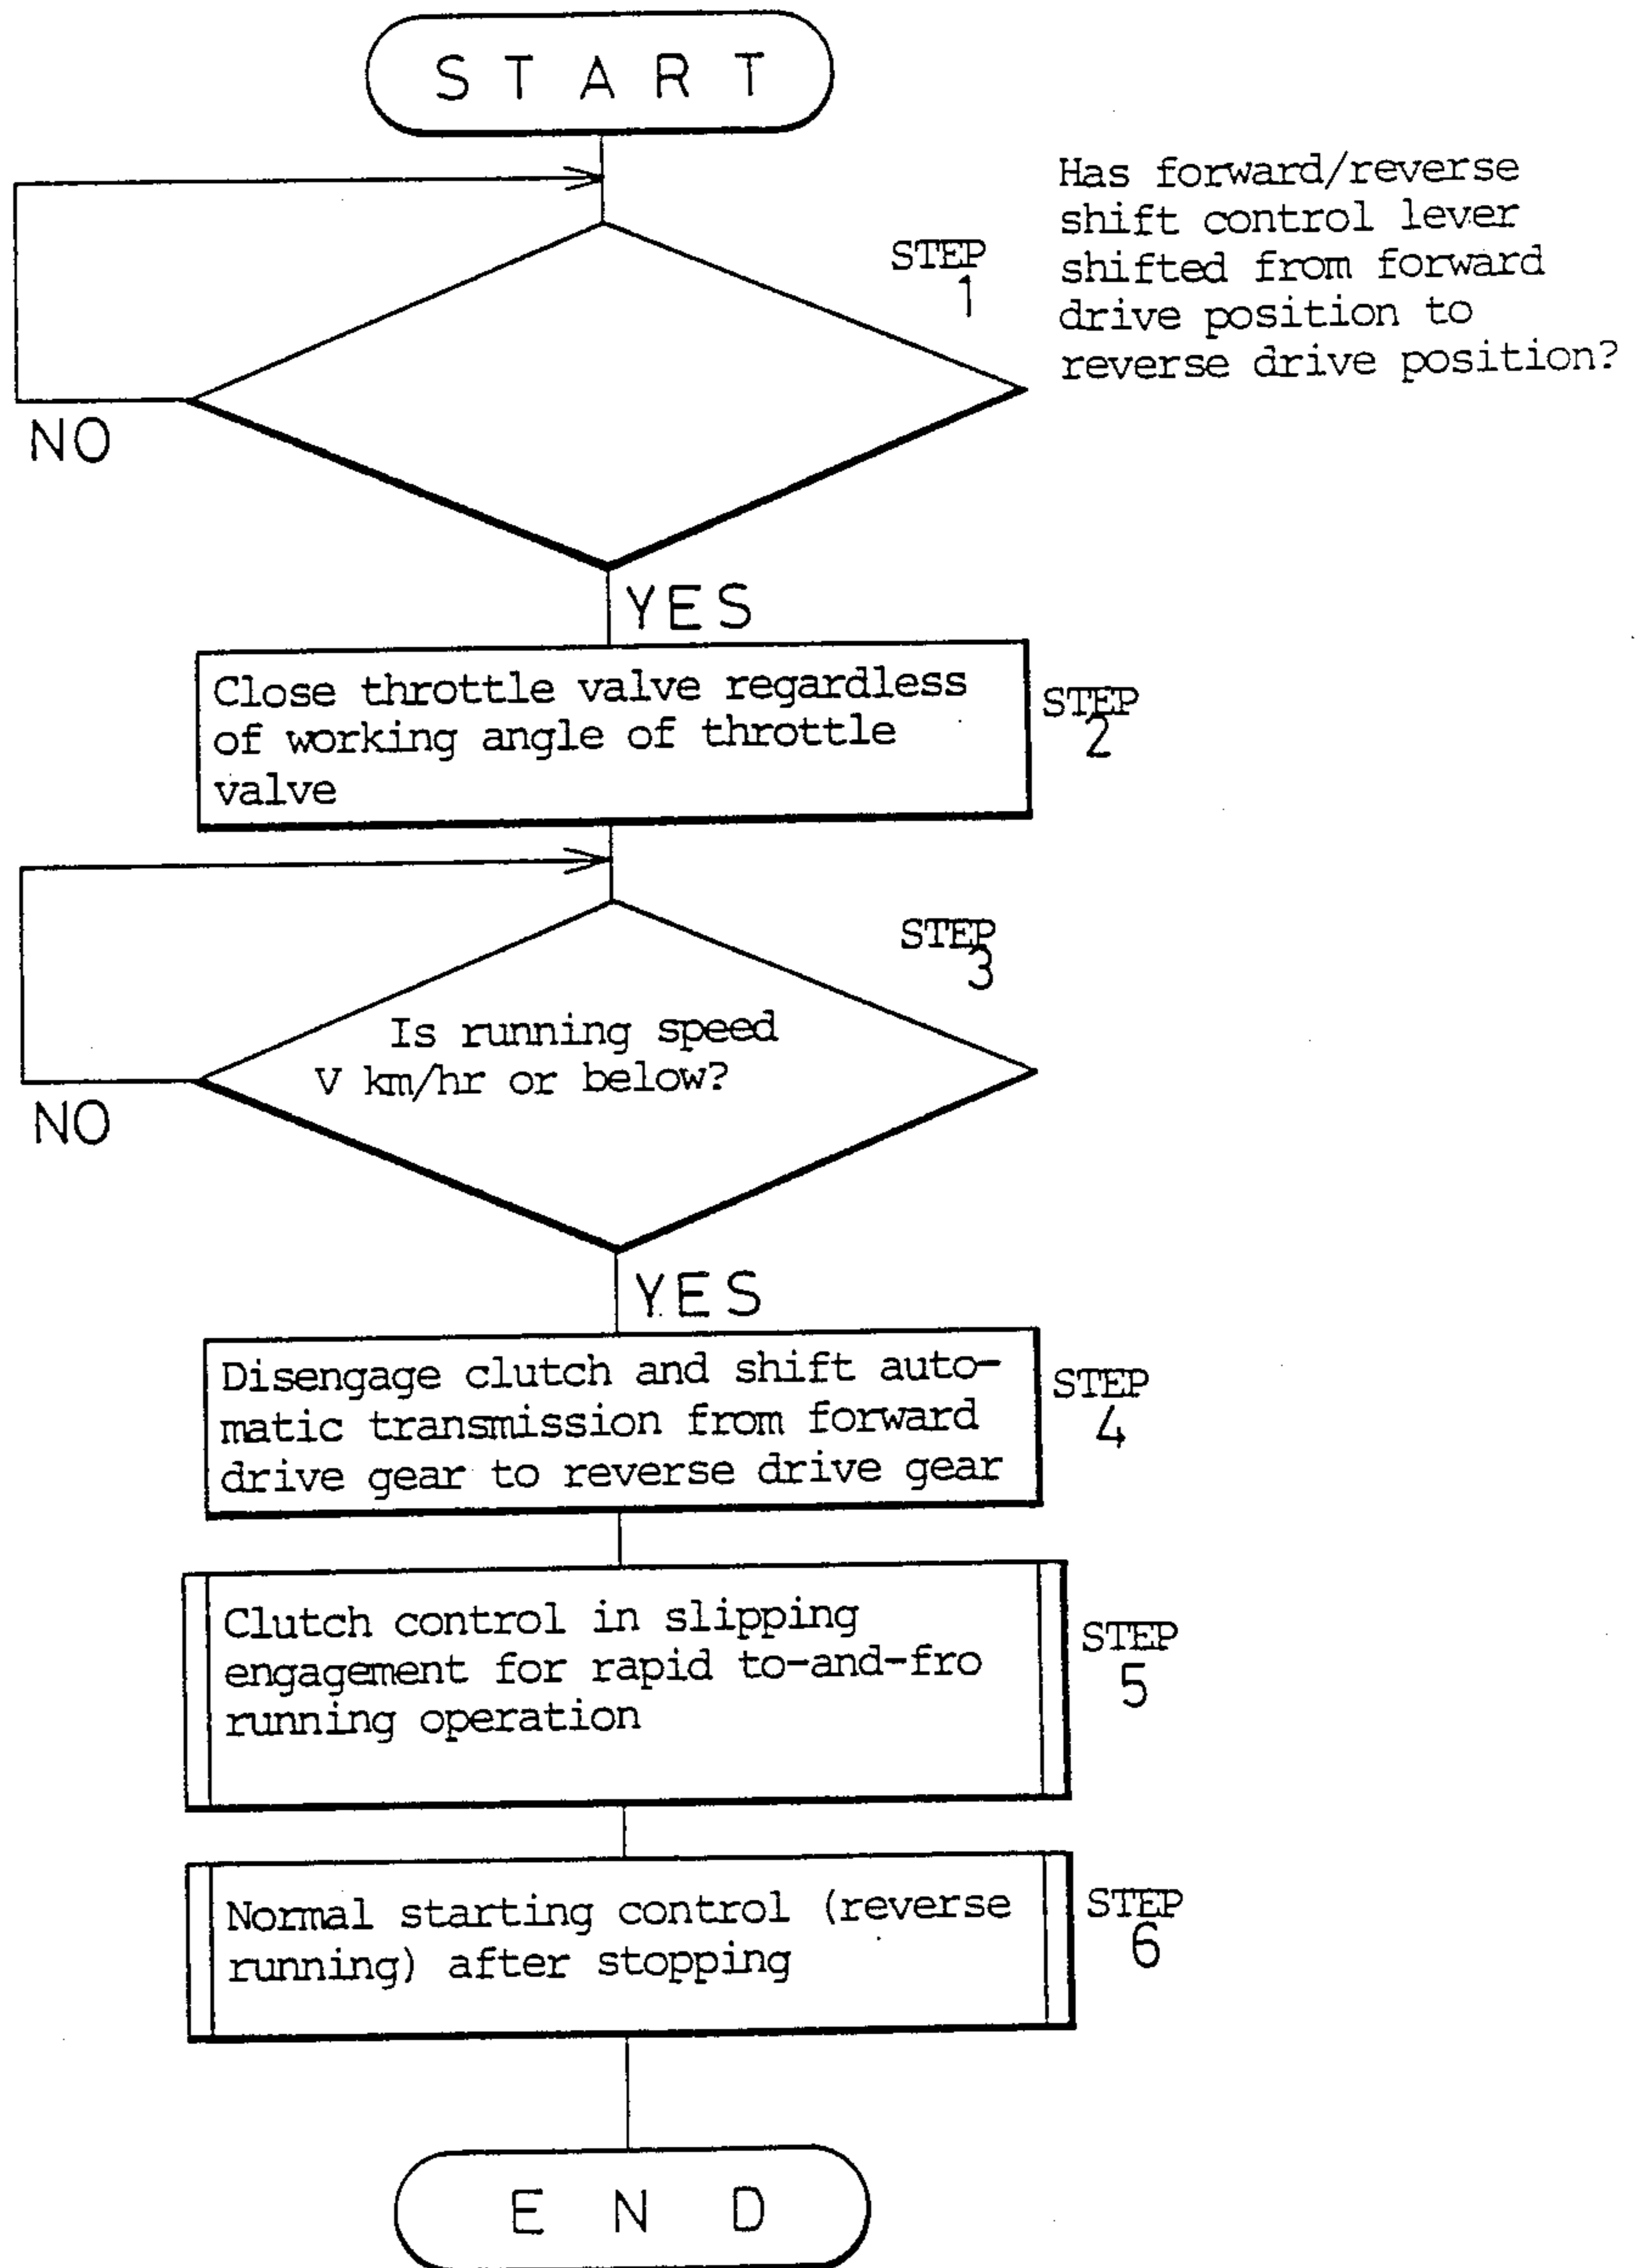 START
STEP
1
Has forward/reverse
shift control lever
shifted from forward
drive position to
reverse drive position?
NO
YES
Close throttle valve regardless
of working angle of throttle
valve
STEP
2
STEP
3
Is running speed
V km/hr or below?
NO
YES
Disengage clutch and shift auto-
matic transmission from forward
drive gear to reverse drive gear
STEP
4
Clutch control in slipping
engagement for rapid to-and-fro
running operation
STEP
5
Normal starting control (reverse
running) after stopping
STEP
6
END